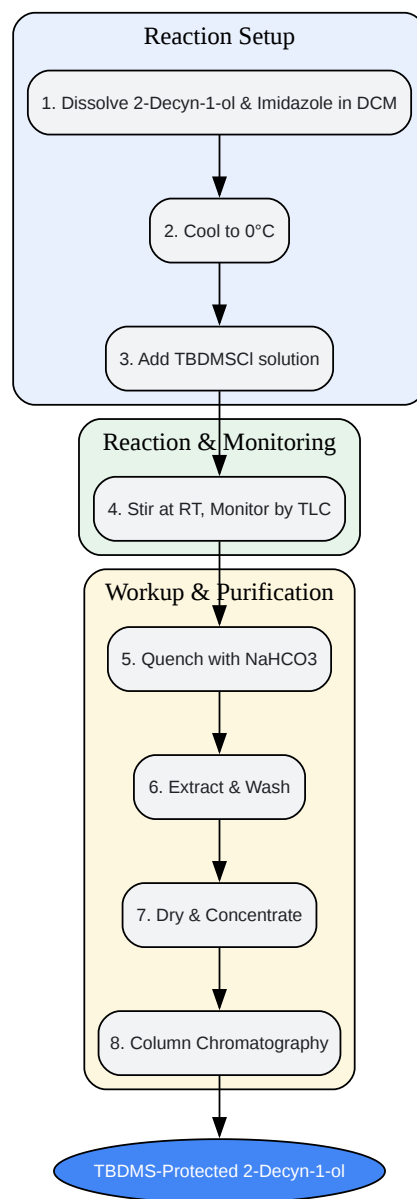 Reaction Setup
1. Dissolve 2-Decyn-1-ol & Imidazole in DCM
2. Cool to 0°C
3. Add TBDMSCl solution
Reaction & Monitoring
4. Stir at RT, Monitor by TLC
Workup & Purification
5. Quench with NaHCO3
6. Extract & Wash
7. Dry & Concentrate
8. Column Chromatography
TBDMS-Protected 2-Decyn-1-ol